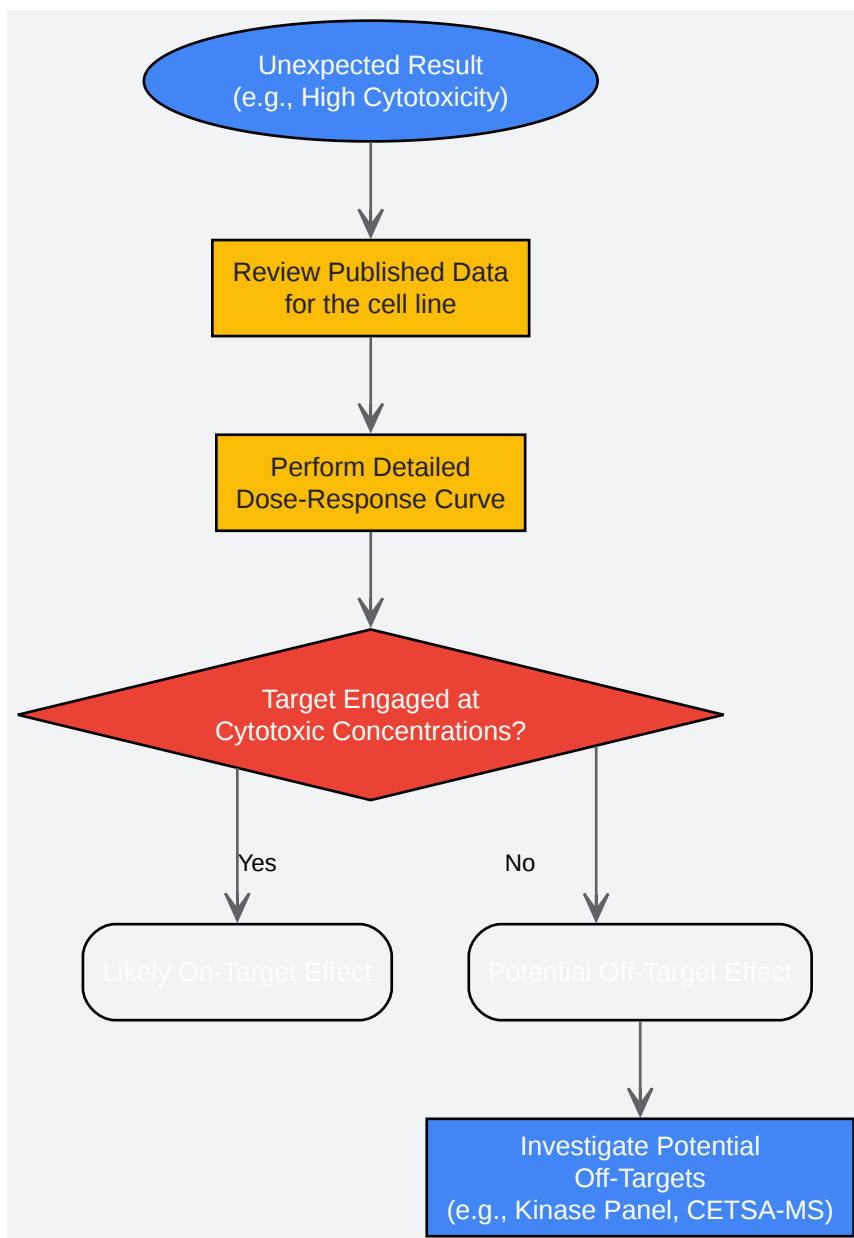 Unexpected Result
(e.g., High Cytotoxicity)
Review Published Data
for the cell line
Perform Detailed
Dose-Response Curve
Target Engaged at
Cytotoxic Concentrations?
Yes
No
Likely On-Target Effect
Potential Off-Target Effect
Investigate Potential
Off-Targets
(e.g., Kinase Panel, CETSA-MS)